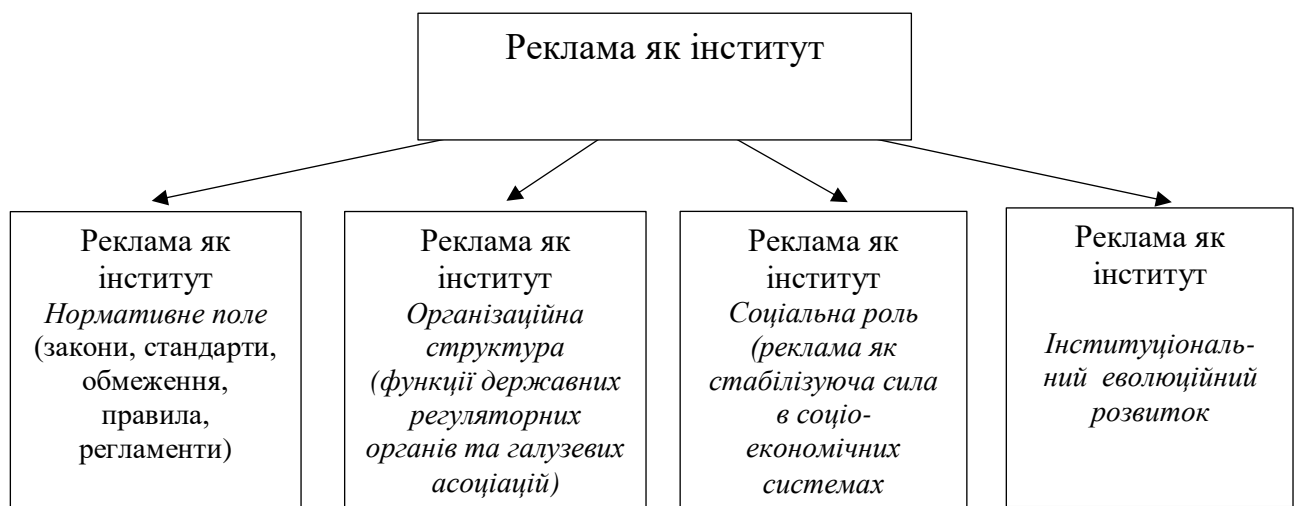 Реклама як інститут
Реклама як
інститут
Нормативне поле
(закони, стандарти,
обмеження,
правила,
регламенти)
Реклама як
інститут
Організаційна
структура
(функції державних
регуляторних
органів та галузевих
асоціацій)
Реклама як
інститут
Соціальна роль
(реклама як
стабілізуюча сила
в соціо-
економічних
системах
Реклама як
інститут
Інституціональ-
ний еволюційний
розвиток